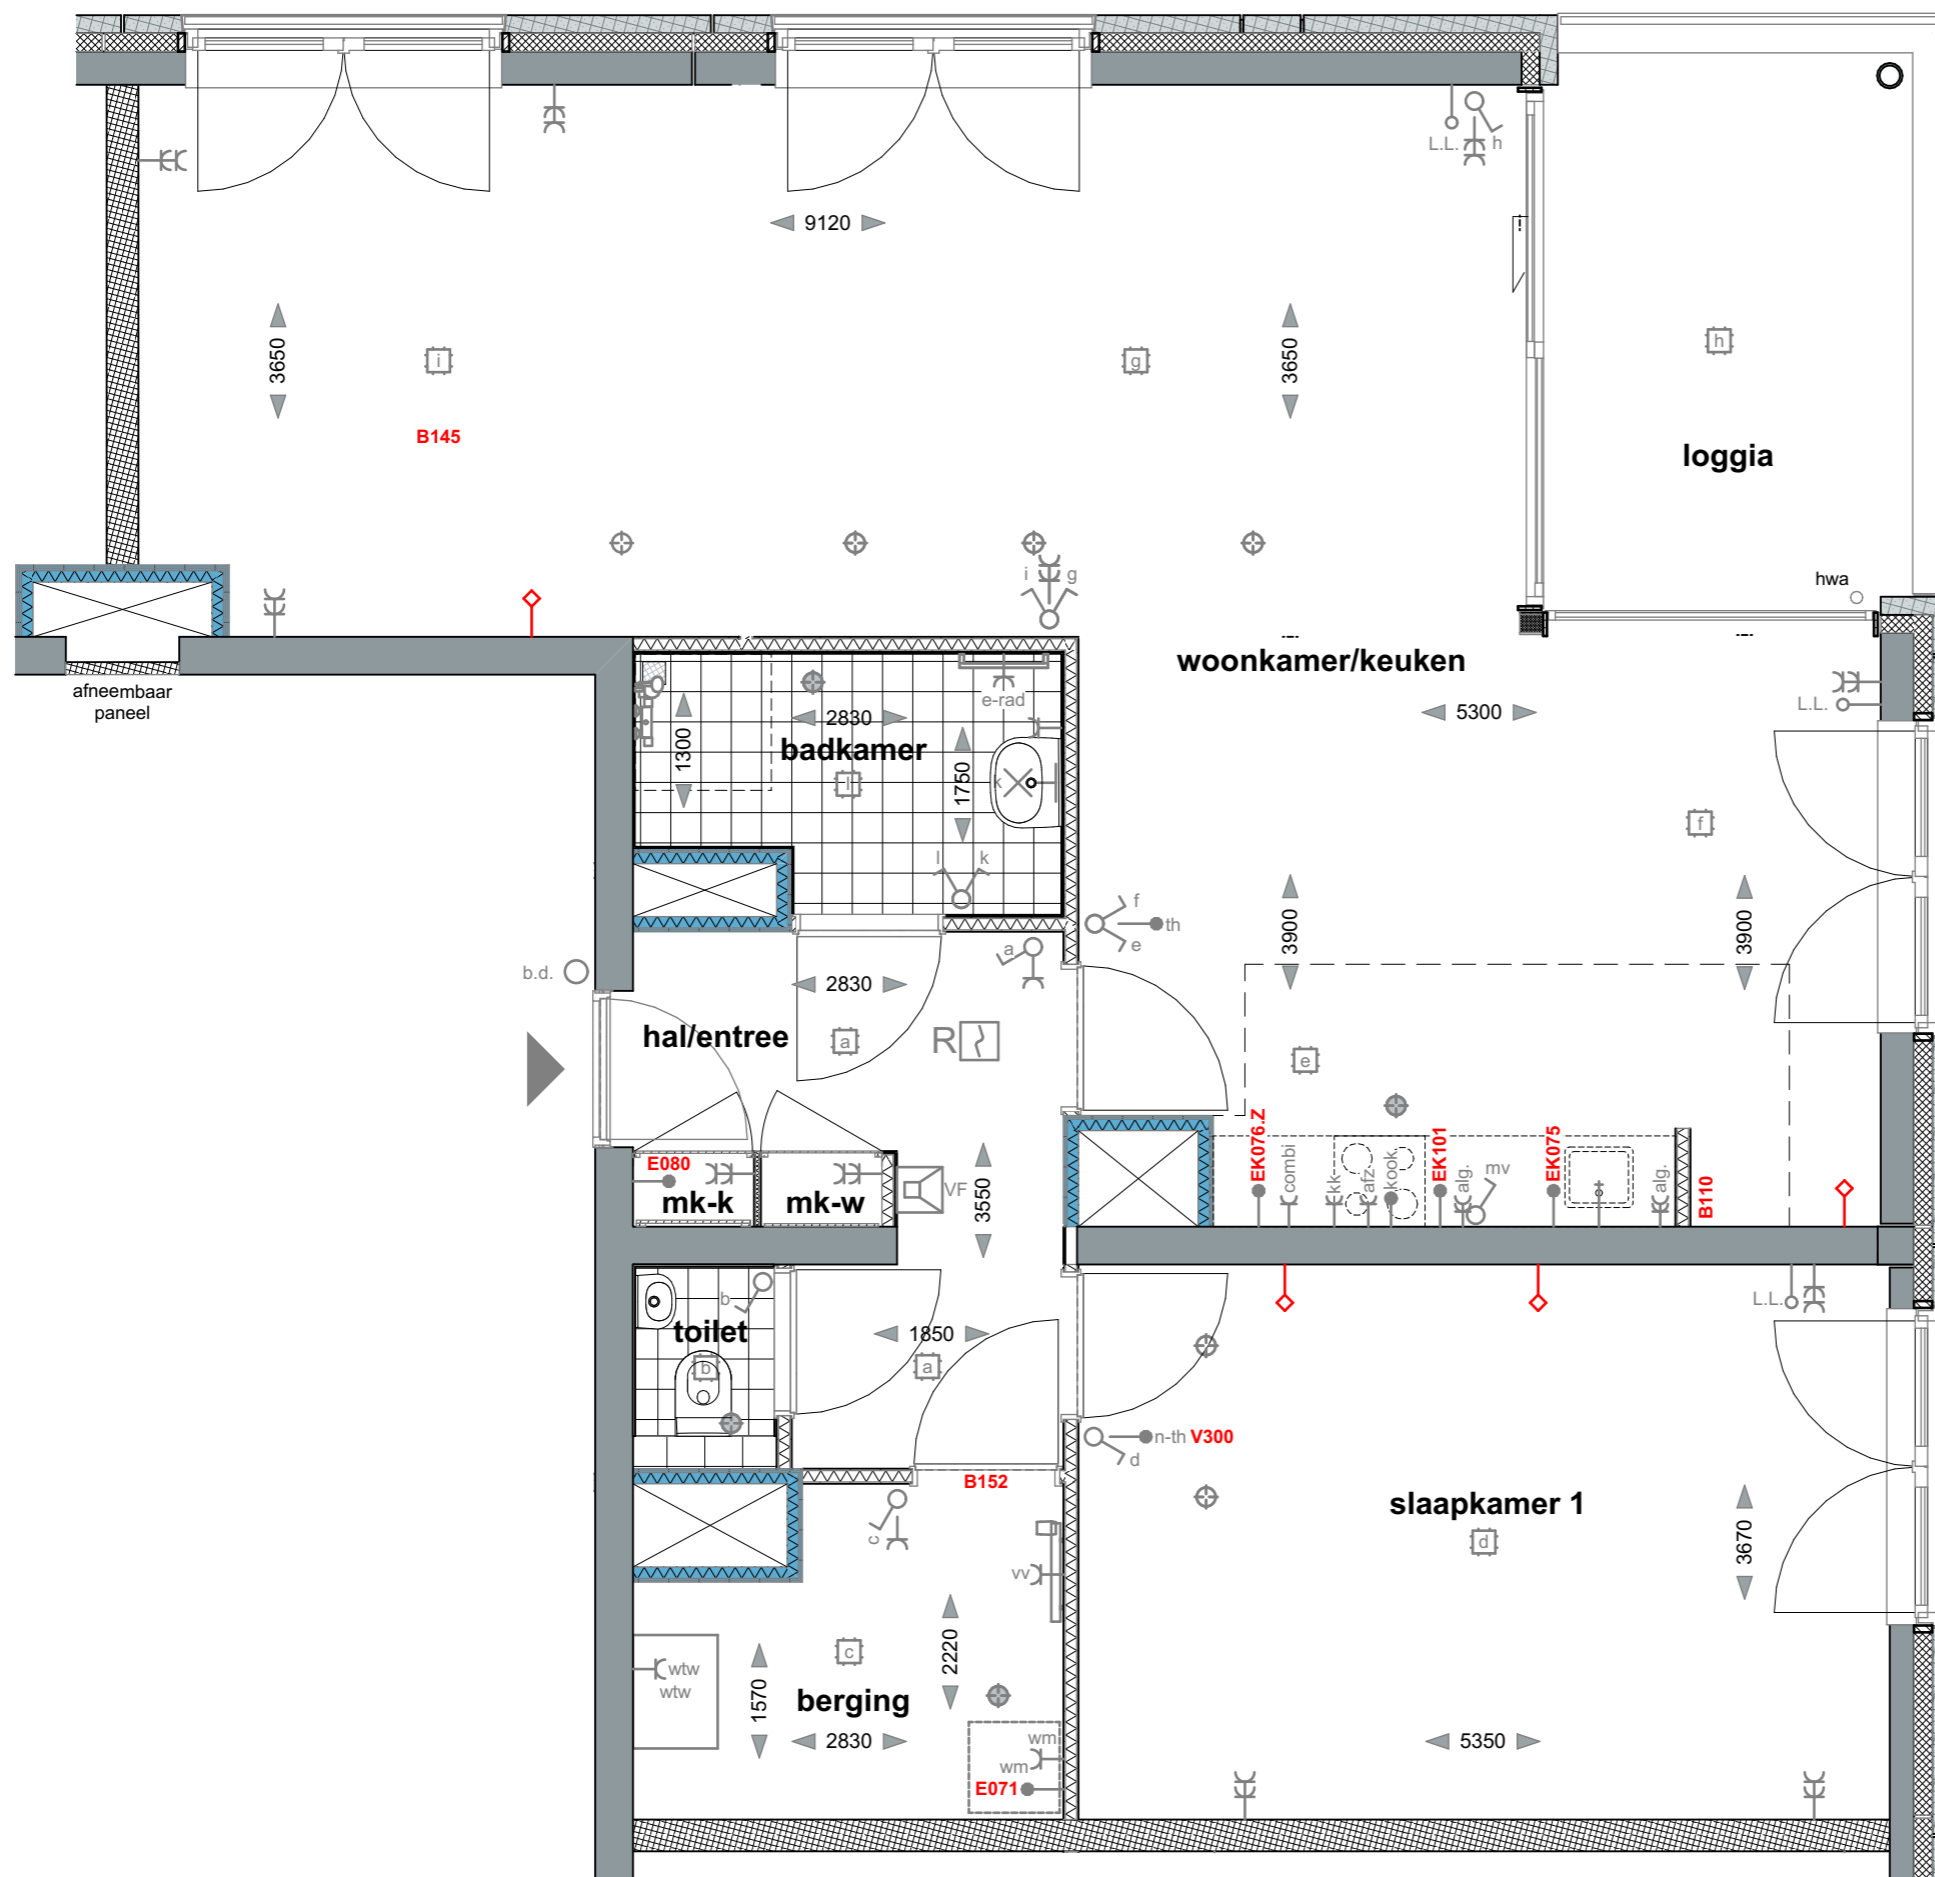 L.L.
h
9120
3650
i
g
3650
h
B145
loggia
i
g
hwa
afneembaar
paneel
woonkamer/keuken
e-rad
2830
5300
L.L.
1300
badkamer
1750
k
l
f
l
k
f
th
e
3900
3900
b.d.
a
2830
hal/entree
a
R
e
E080
mk-k
mk-w
VF
3550
EK076.Z
combi
kk
afz
kook
EK101
alg.
mv
EK075
alg.
B110
b
toilet
b
1850
a
L.L.
n-th V300
d
B152
c
slaapkamer 1
d
3670
vv
wtw
wtw
1570
c
2220
berging
2830
wm
wm
E071
5350